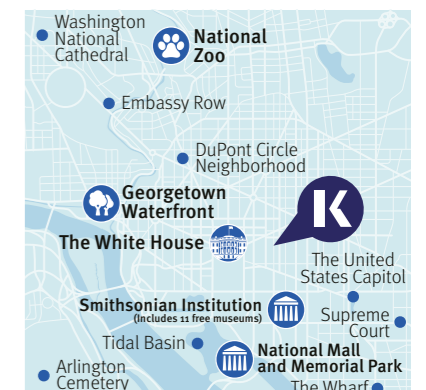 Washington
National
Cathedral
National
Zoo
Embassy Row
DuPont Circle
Neighborhood
Georgetown
Waterfront
K
The White House
The United
States Capitol
Smithsonian Institution
(Includes 11 free museums)
Supreme
Court
Tidal Basin
National Mall
and Memorial Park
Arlington
Cemetery
The Wharf